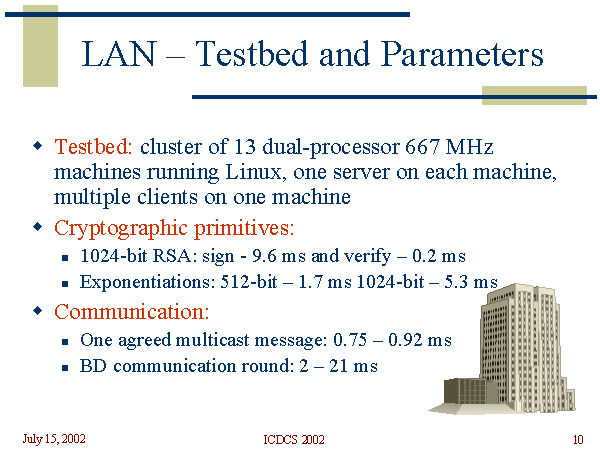 LAN – Testbed and Parameters
Testbed: cluster of 13 dual-processor 667 MHz
machines running Linux, one server on each machine,
multiple clients on one machine
Cryptographic primitives:
1024-bit RSA: sign - 9.6 ms and verify – 0.2 ms
Exponentiations: 512-bit – 1.7 ms 1024-bit – 5.3 ms
Communication:
One agreed multicast message: 0.75 – 0.92 ms
BD communication round: 2 – 21 ms
July 15, 2002
ICDCS 2002
10